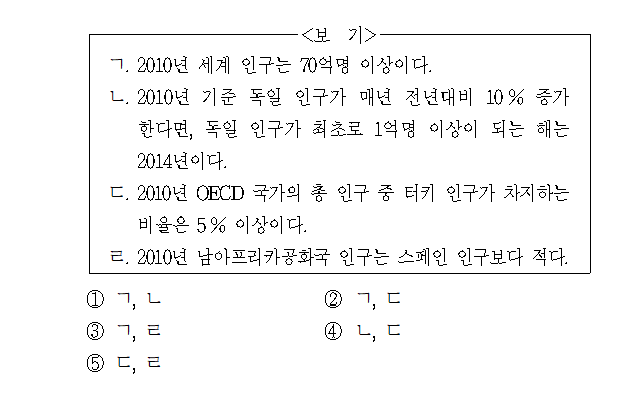 <보 기>
ㄱ. 2010년 세계 인구는 70억명 이상이다.
ㄴ. 2010년 기준 독일 인구가 매년 전년대비 10% 증가
한다면, 독일 인구가 최초로 1억명 이상이 되는 해는
2014년이다.
ㄷ. 2010년 OECD 국가의 총 인구 중 터키 인구가 차지하는
비율은 5% 이상이다.
ㄹ. 2010년 남아프리카공화국 인구는 스페인 인구보다 적다.
① ㄱ, ㄴ ② ㄱ, ㄷ
③ ㄱ, ㄹ ④ ㄴ, ㄷ
⑤ ㄷ, ㄹ